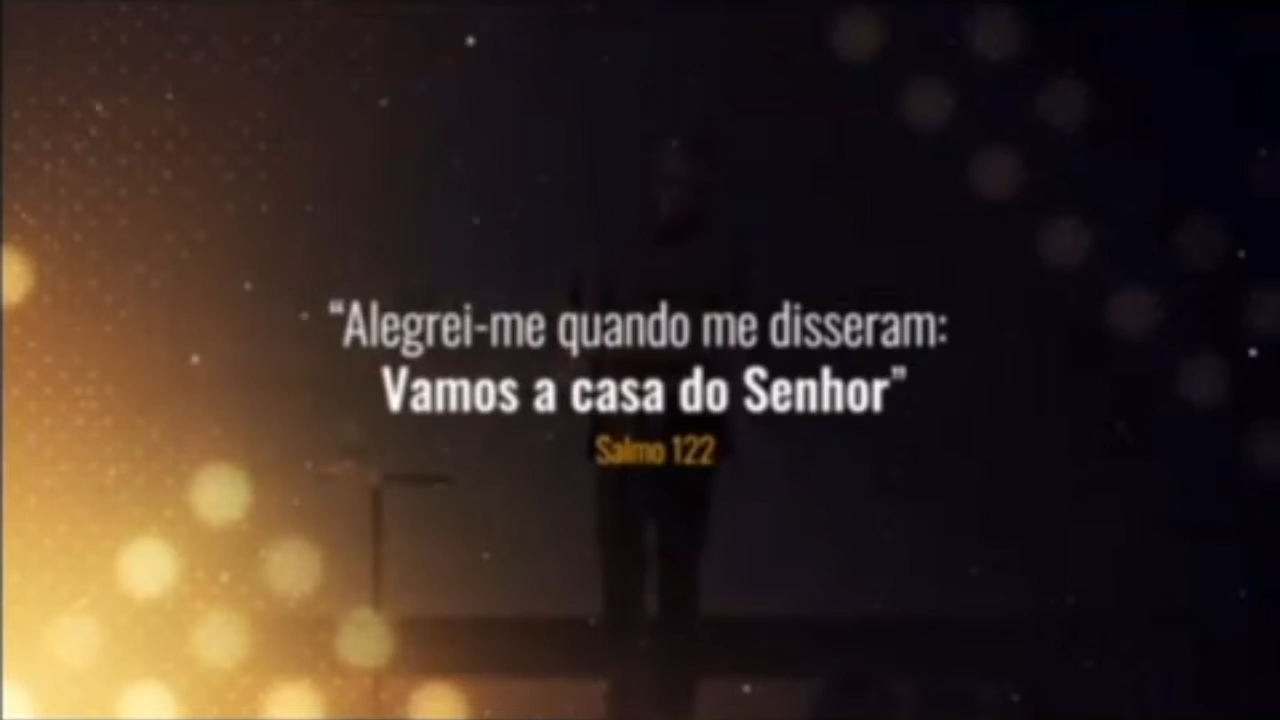 “Alegrei-me quando me disseram:
Vamos a casa do Senhor”
Salmo 122